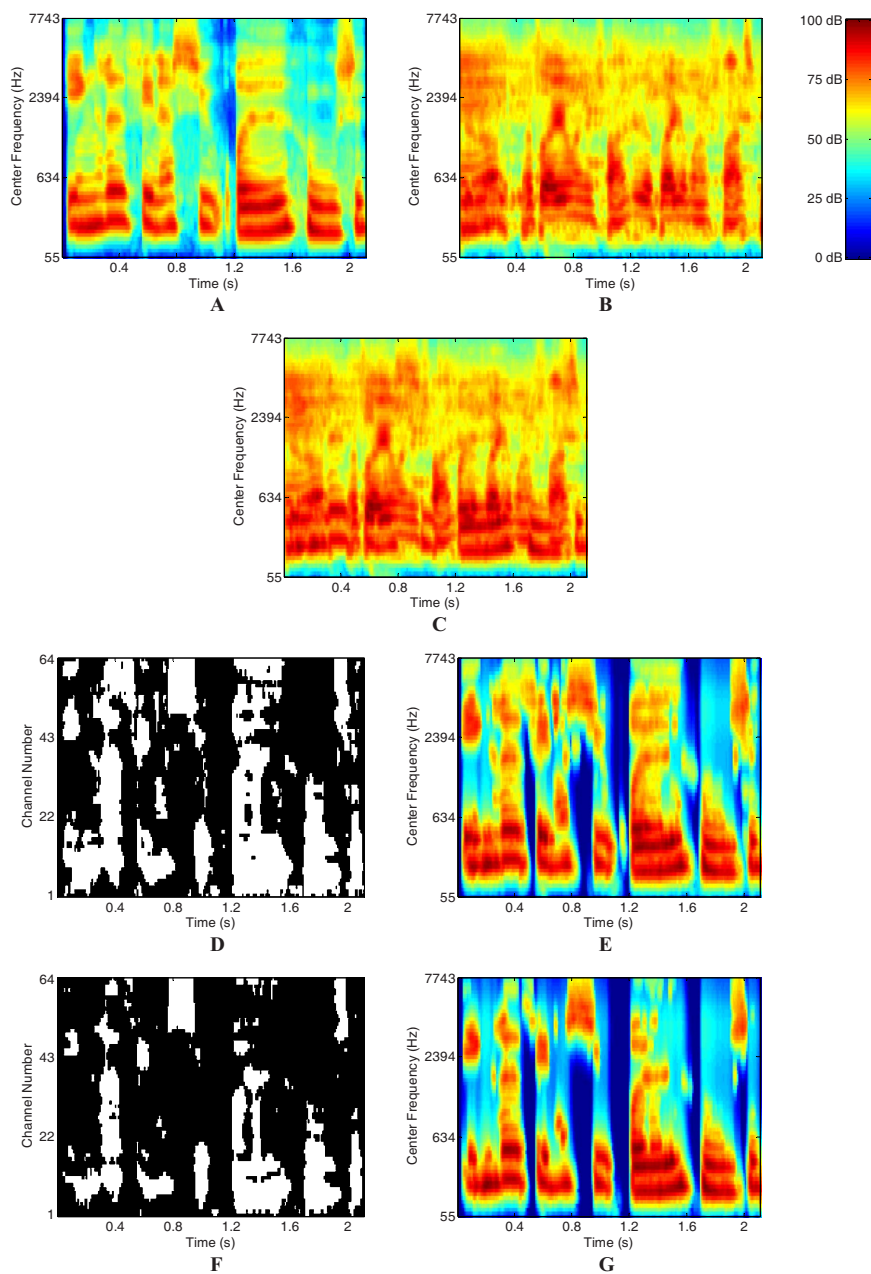 7743
2394
634
55
Center Frequency (Hz)
0.4 0.8 1.2 1.6 2
Time (s)
A
7743
2394
634
55
Center Frequency (Hz)
0.4 0.8 1.2 1.6 2
Time (s)
B
100 dB
75 dB
50 dB
25 dB
0 dB
7743
2394
634
55
Center Frequency (Hz)
0.4 0.8 1.2 1.6 2
Time (s)
C
64
43
22
1
Channel Number
0.4 0.8 1.2 1.6 2
Time (s)
D
7743
2394
634
55
Center Frequency (Hz)
0.4 0.8 1.2 1.6 2
Time (s)
E
64
43
22
1
Channel Number
0.4 0.8 1.2 1.6 2
Time (s)
F
7743
2394
634
55
Center Frequency (Hz)
0.4 0.8 1.2 1.6 2
Time (s)
G